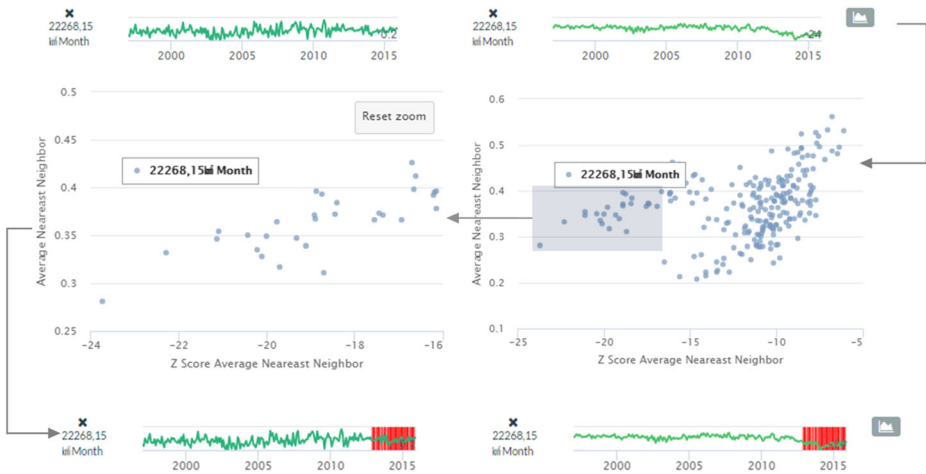 22268,15
Month
0.2
2000 2005 2010 2015
22268,15
Month
-24
2000 2005 2010 2015
0.5
0.45
0.4
0.35
0.3
0.25
Average Neareast Neighbor
Reset zoom
22268,15 Month
-24 -22 -20 -18 -16
Z Score Average Neareast Neighbor
0.6
0.5
0.4
0.3
0.2
0.1
Average Neareast Neighbor
22268,15 Month
-25 -20 -15 -10 -5
Z Score Average Neareast Neighbor
22268,15
Month
2000 2005 2010 2015
22268,15
Month
2000 2005 2010 2015